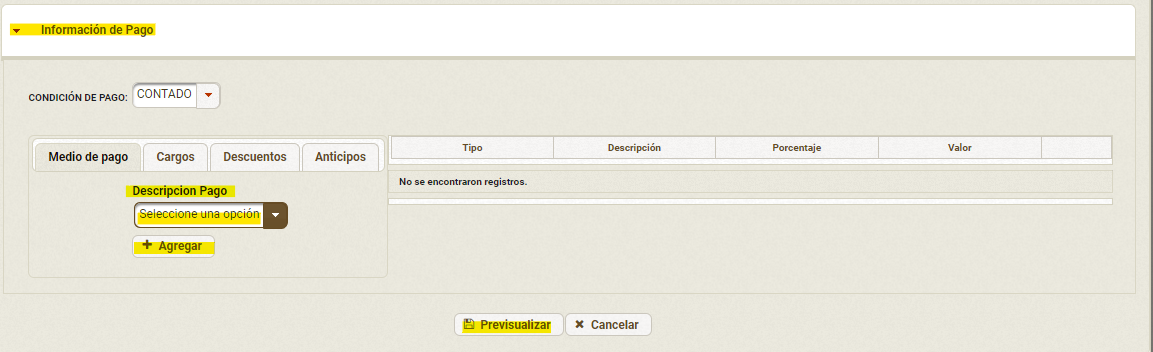 Información de Pago
CONDICIÓN DE PAGO: CONTADO
Medio de pago Cargos Descuentos Anticipos
Descripcion Pago
Seleccione una opción
Agregar
Tipo Descripción Porcentaje Valor
No se encontraron registros.
Previsualizar Cancelar